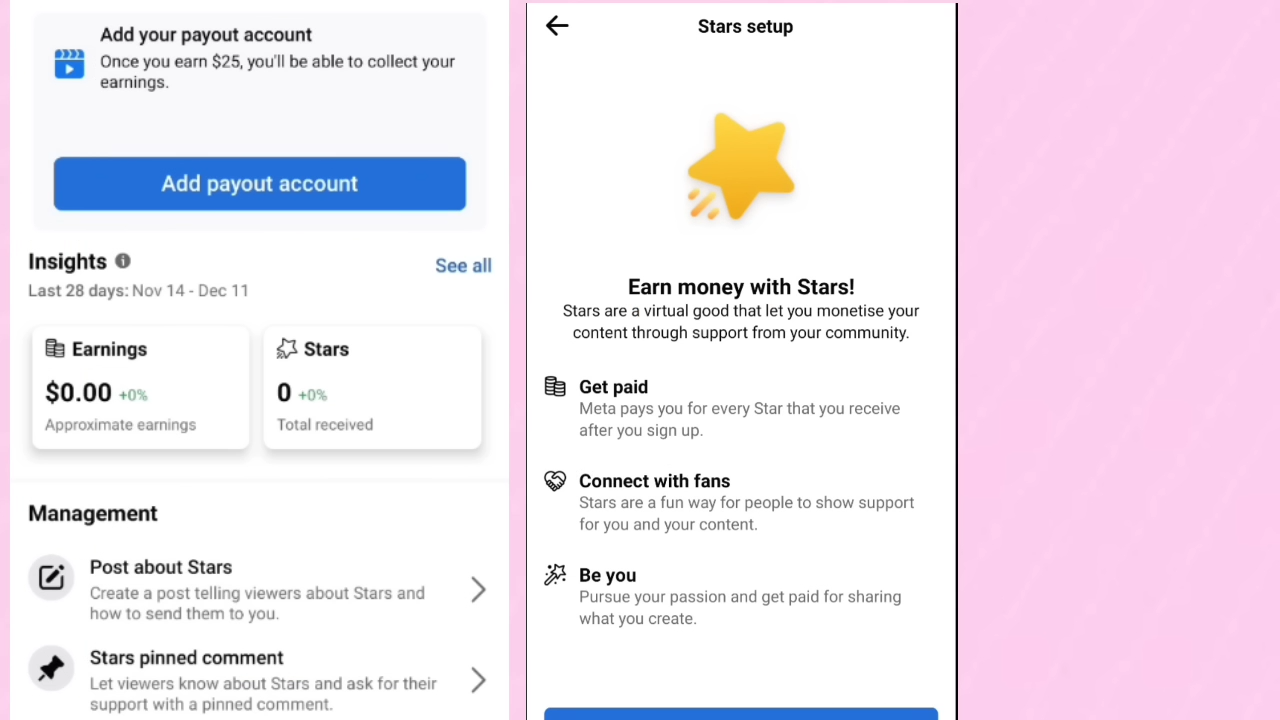 Add your payout account
Once you earn $25, you'll be able to collect your
earnings.
Add payout account
Insights
See all
Last 28 days: Nov 14 - Dec 11
Earnings
$0.00 +0%
Approximate earnings
Stars
0 +0%
Total received
Management
Post about Stars
Create a post telling viewers about Stars and
how to send them to you.
Stars pinned comment
Let viewers know about Stars and ask for their
support with a pinned comment.
Stars setup
Earn money with Stars!
Stars are a virtual good that let you monetise your
content through support from your community.
Get paid
Meta pays you for every Star that you receive
after you sign up.
Connect with fans
Stars are a fun way for people to show support
for you and your content.
Be you
Pursue your passion and get paid for sharing
what you create.